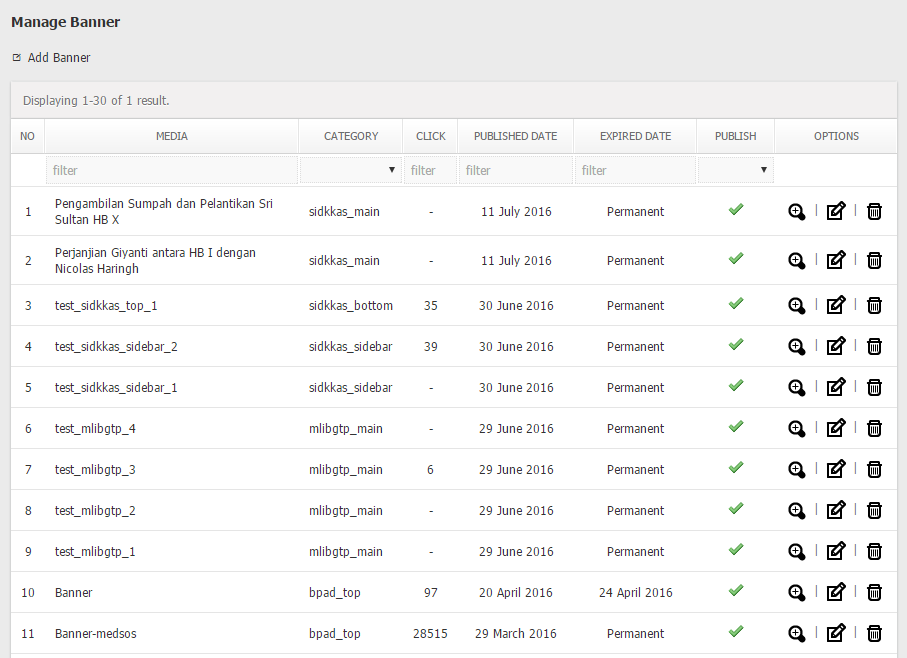 Manage Banner
Add Banner
Displaying 1-30 of 1 result.
NO MEDIA CATEGORY CLICK PUBLISHED DATE EXPIRED DATE PUBLISH OPTIONS
filter filter filter filter
1 Pengambilan Sumpah dan Pelantikan Sri Sultan HB X sidkkas_main - 11 July 2016 Permanent
2 Perjanjian Giyanti antara HB I dengan Nicolas Haringh sidkkas_main - 11 July 2016 Permanent
3 test_sidkkas_top_1 sidkkas_bottom 35 30 June 2016 Permanent
4 test_sidkkas_sidebar_2 sidkkas_sidebar 39 30 June 2016 Permanent
5 test_sidkkas_sidebar_1 sidkkas_sidebar - 30 June 2016 Permanent
6 test_mlibgtp_4 mlibgtp_main - 29 June 2016 Permanent
7 test_mlibgtp_3 mlibgtp_main 6 29 June 2016 Permanent
8 test_mlibgtp_2 mlibgtp_main - 29 June 2016 Permanent
9 test_mlibgtp_1 mlibgtp_main - 29 June 2016 Permanent
10 Banner bpad_top 97 20 April 2016 24 April 2016
11 Banner-medsos bpad_top 28515 29 March 2016 Permanent